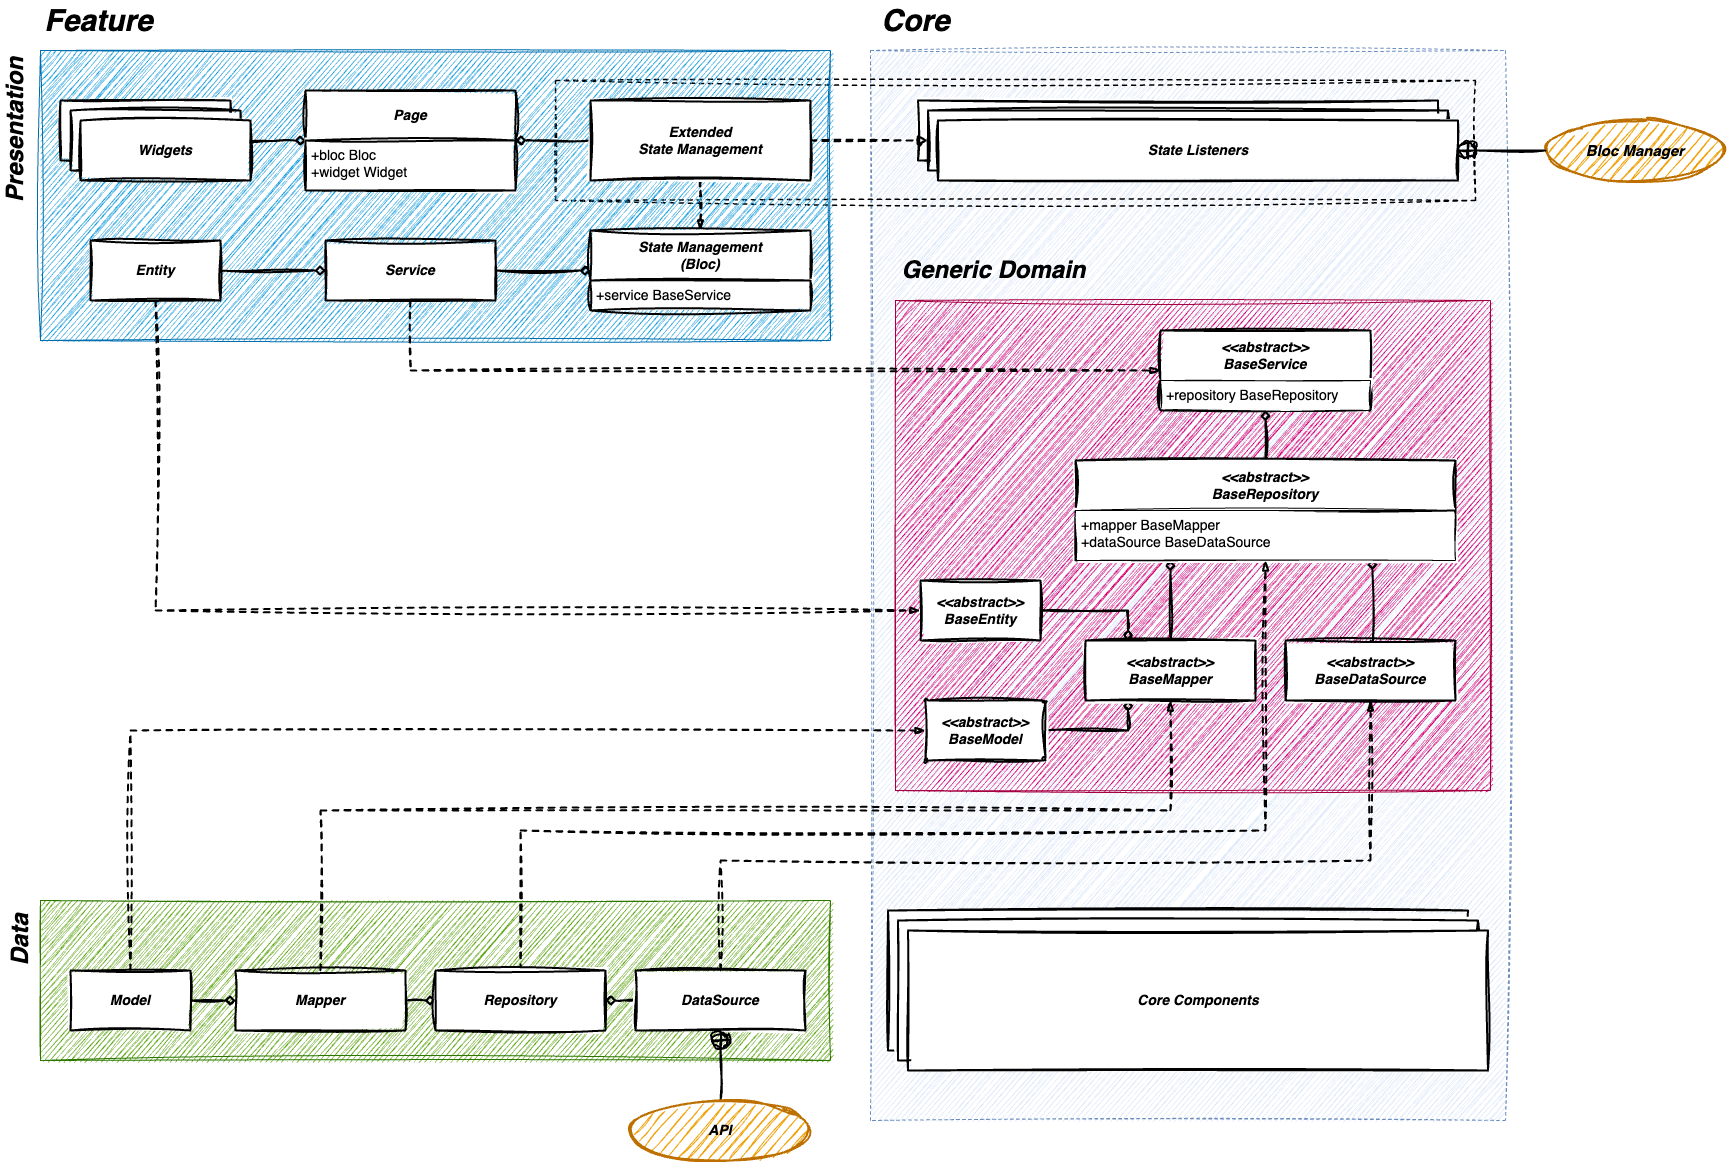 Feature
Core
Presentation
Widgets
Page
+bloc Bloc
+widget Widget
Extended
State Management
State Listeners
Bloc Manager
Entity
Service
State Management
(Bloc)
+service BaseService
Generic Domain
<<abstract>>
BaseService
+repository BaseRepository
<<abstract>>
BaseRepository
+mapper BaseMapper
+dataSource BaseDataSource
<<abstract>>
BaseEntity
<<abstract>>
BaseMapper
<<abstract>>
BaseDataSource
<<abstract>>
BaseModel
Data
Model
Mapper
Repository
DataSource
Core Components
API